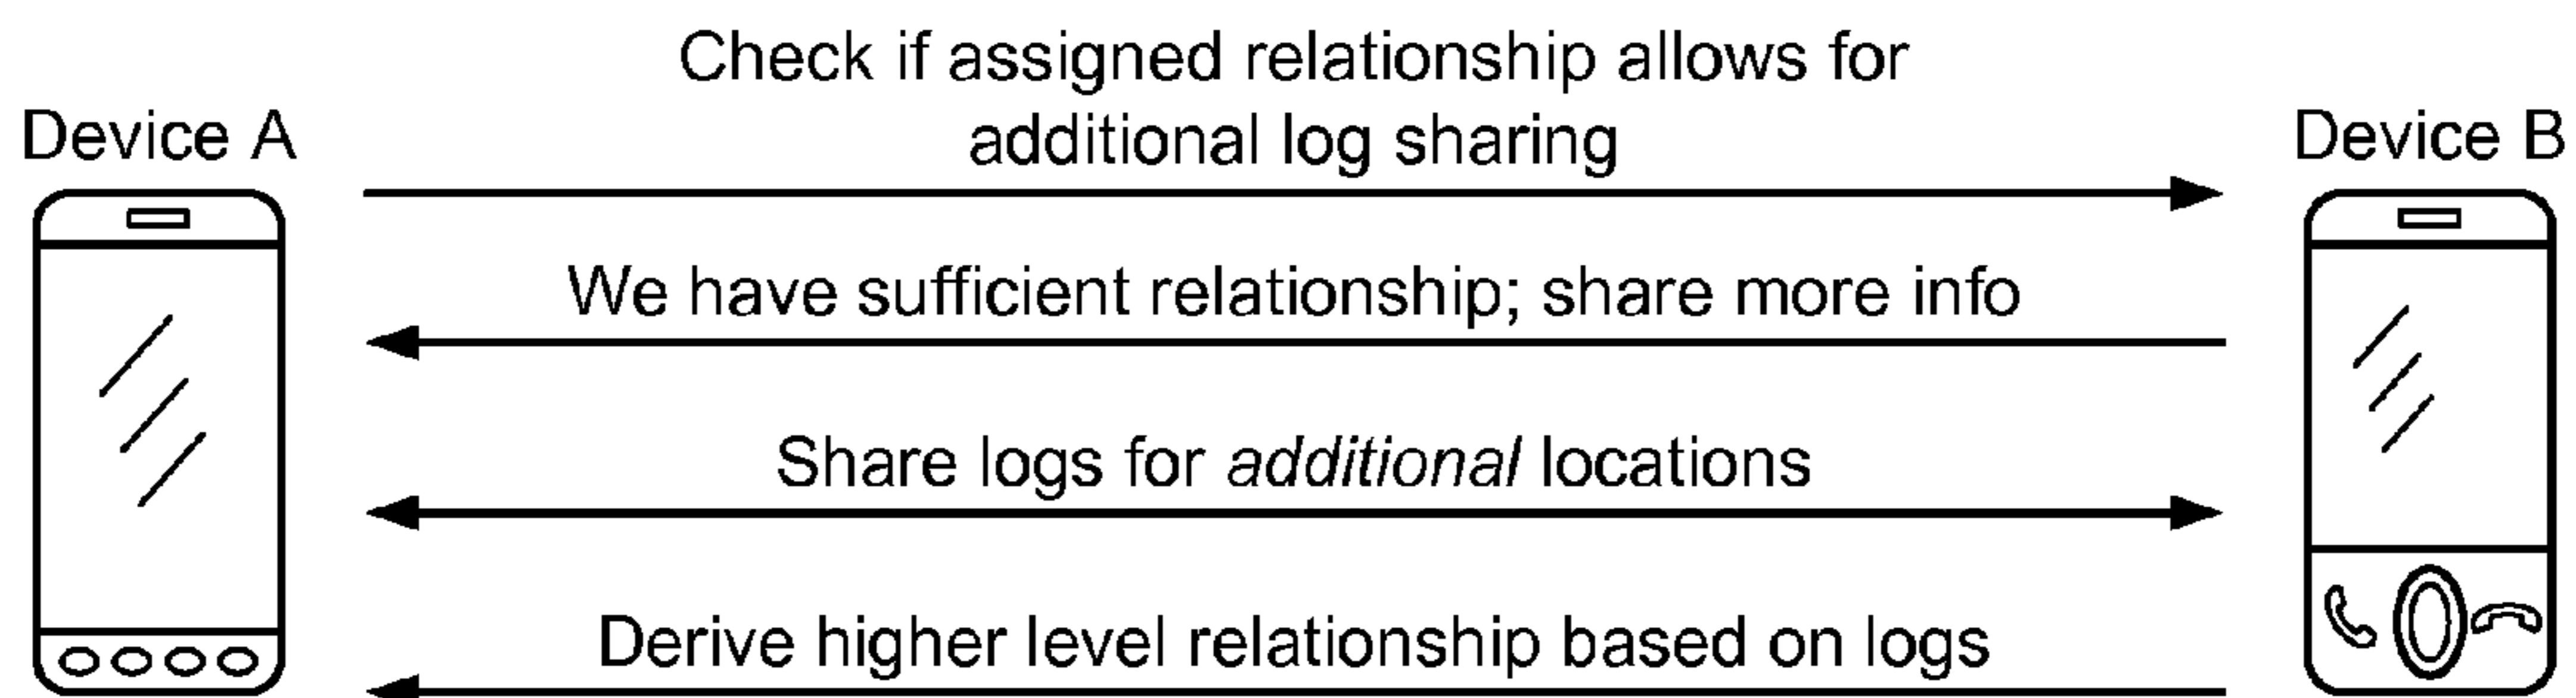 Check if assigned relationship allows for
additional log sharing
Device A
Device B
We have sufficient relationship; share more info
Share logs for additional locations
Derive higher level relationship based on logs